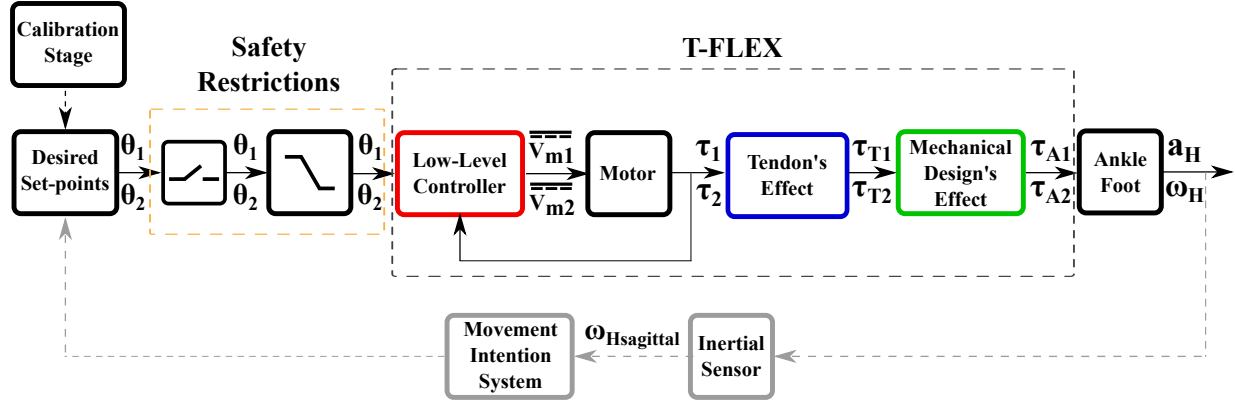 Calibration
Stage
Safety
Restrictions
T-FLEX
Desired
Set-points
θ1
θ2
θ1
θ2
θ1
θ2
Low-Level
Controller
Vm1
Vm2
Motor
τ1
τ2
Tendon's
Effect
τT1
τT2
Mechanical
Design's
Effect
τA1
τA2
Ankle
Foot
aH
ωH
Movement
Intention
System
ωHsagittal
Inertial
Sensor